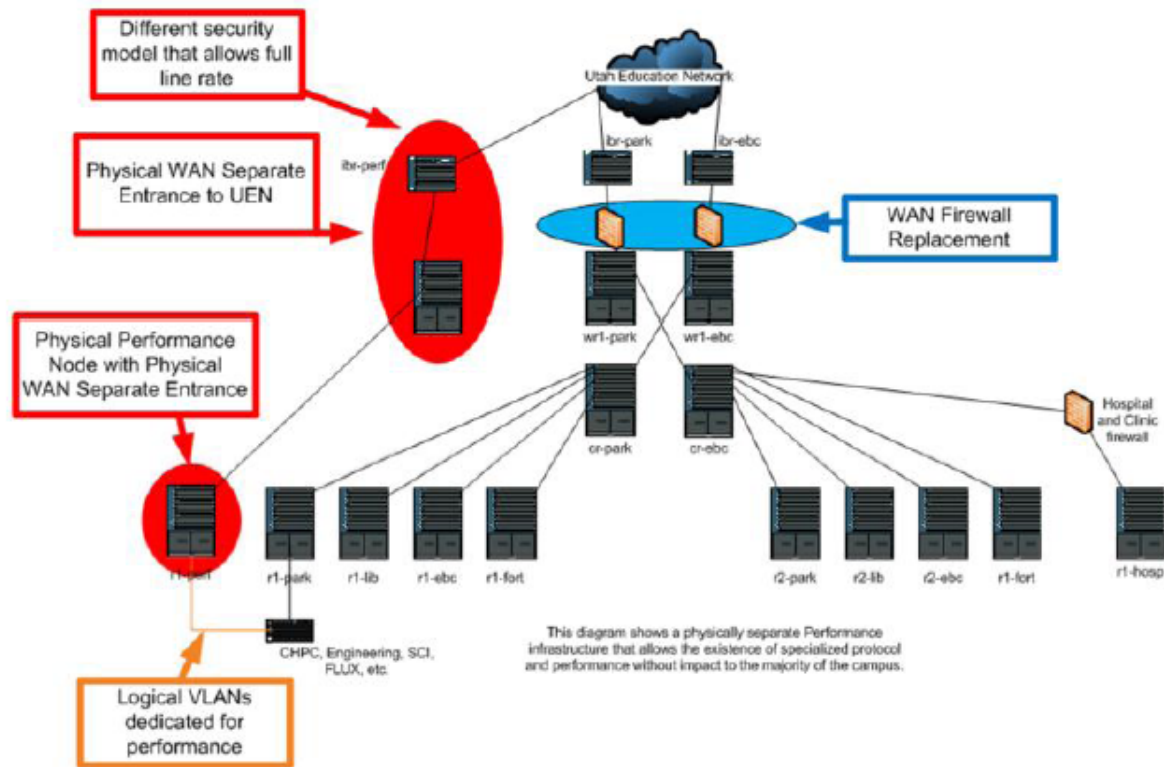 Different security
model that allows full
line rate
Utah Education Network
ibr-perf
ibr-park
ibr-ebc
Physical WAN Separate
Entrance to UEN
WAN Firewall
Replacement
wr1-park
wr1-ebc
Physical Performance
Node with Physical
WAN Separate Entrance
Hospital
and Clinic
firewall
cr-park
cr-ebc
r1-perf
r1-park
r1-lib
r1-ebc
r1-fort
r2-park
r2-lib
r2-ebc
r1-fort
r1-hosp
CHPC, Engineering, SCI,
FLUX, etc.
This diagram shows a physically separate Performance
infrastructure that allows the existence of specialized protocol
and performance without impact to the majority of the campus.
Logical VLANs
dedicated for
performance